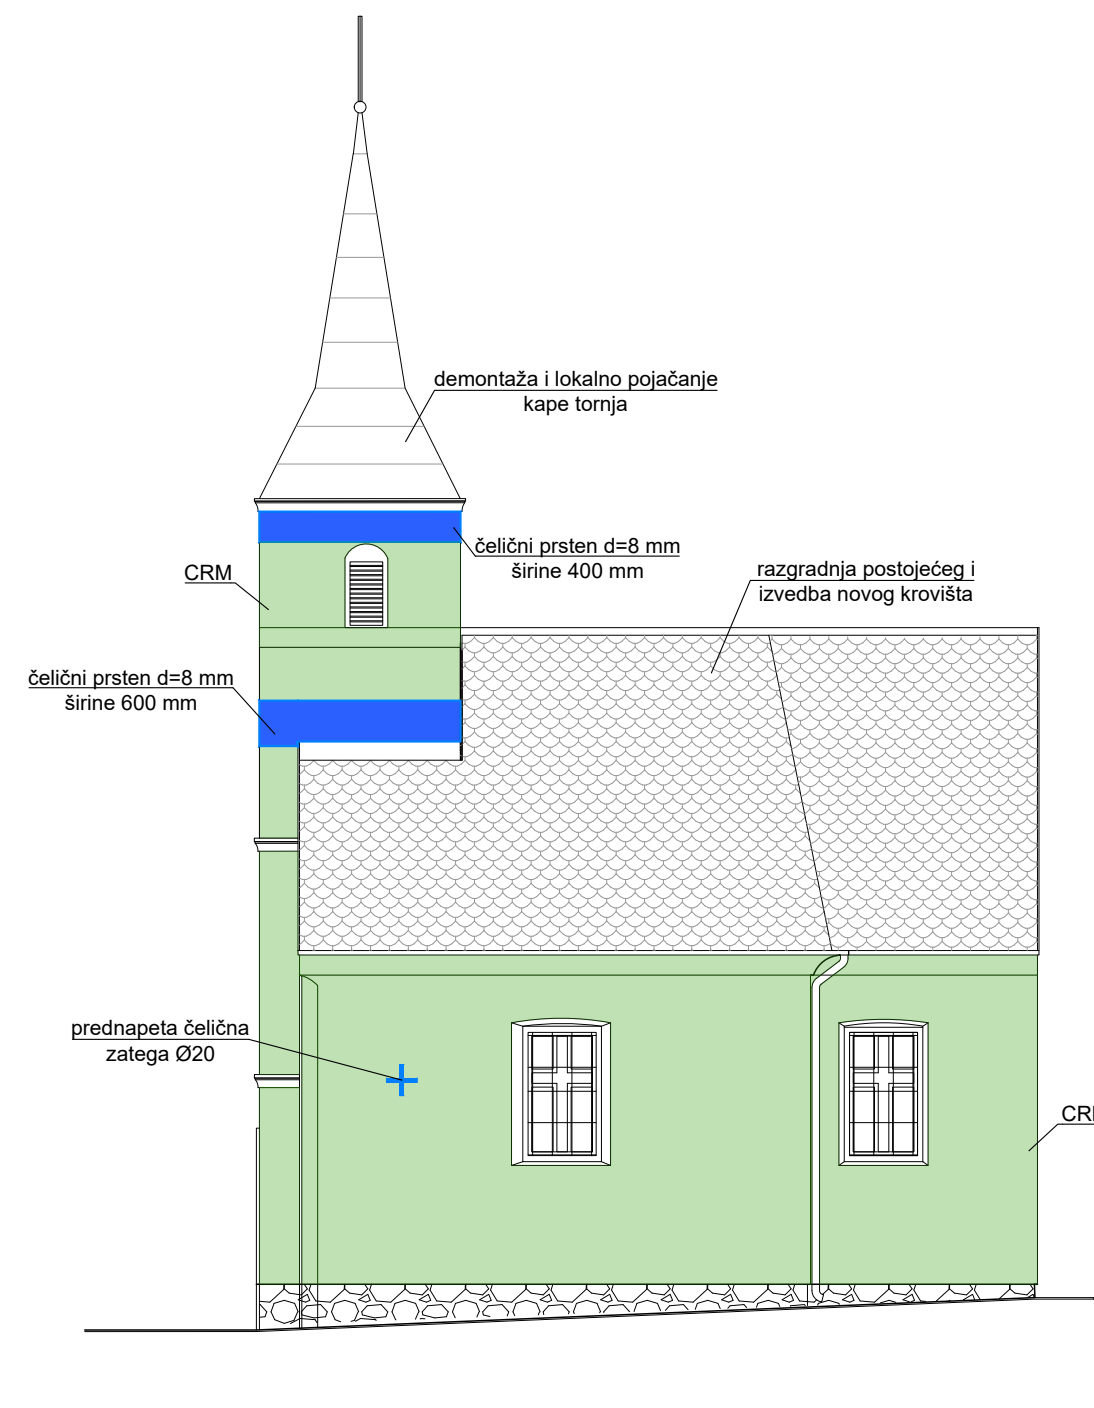 demontaža i lokalno pojačanje
kape tornja
čelični prsten d=8 mm
širine 400 mm
CRM
razgradnja postojećeg i
izvedba novog krovišta
čelični prsten d=8 mm
širine 600 mm
prednapeta čelična
zatega Ø20